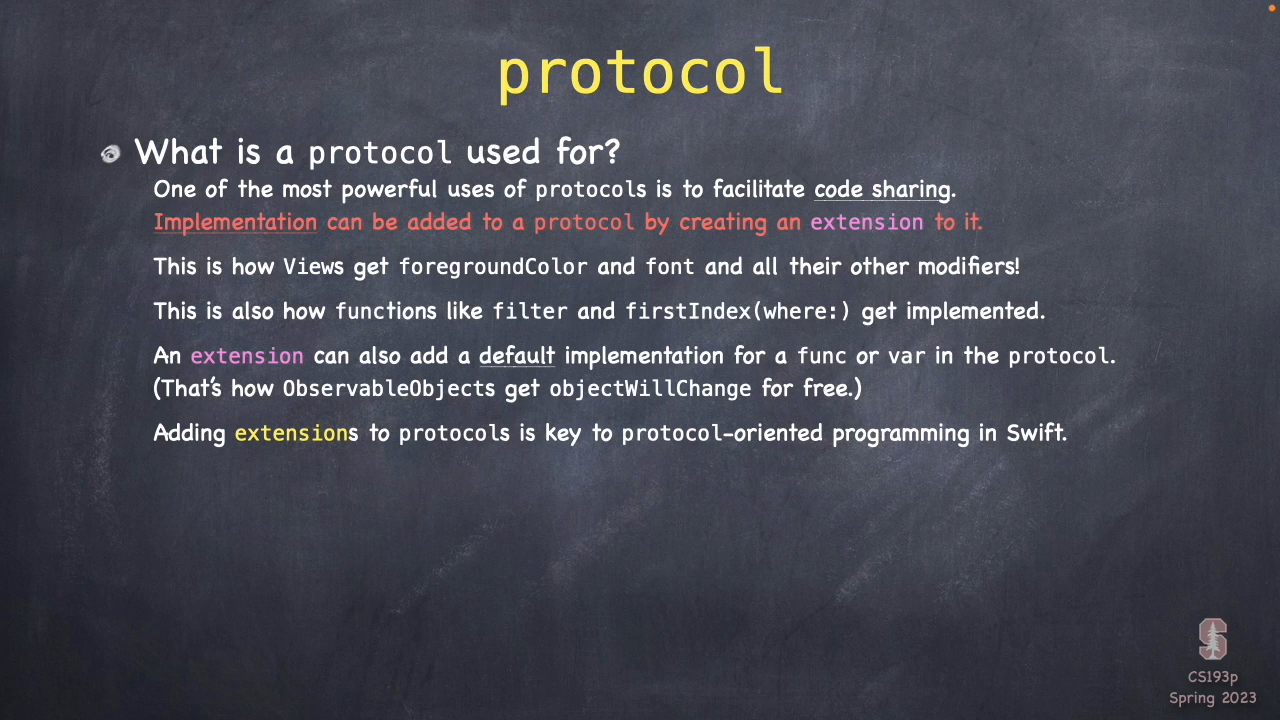 protocol
What is a protocol used for?
One of the most powerful uses of protocols is to facilitate code sharing.
Implementation can be added to a protocol by creating an extension to it.
This is how Views get foregroundColor and font and all their other modifiers!
This is also how functions like filter and firstIndex(where:) get implemented.
An extension can also add a default implementation for a func or var in the protocol.
(That's how ObservableObjects get objectWillChange for free.)
Adding extensions to protocols is key to protocol-oriented programming in Swift.
S
CS193p
Spring 2023